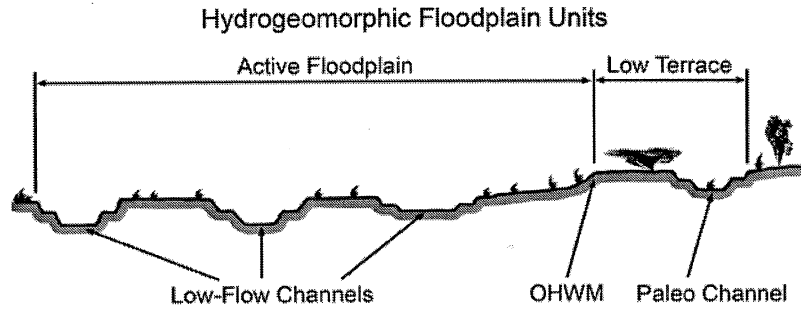 Hydrogeomorphic Floodplain Units
Active Floodplain
Low Terrace
Low-Flow Channels
OHWM
Paleo Channel